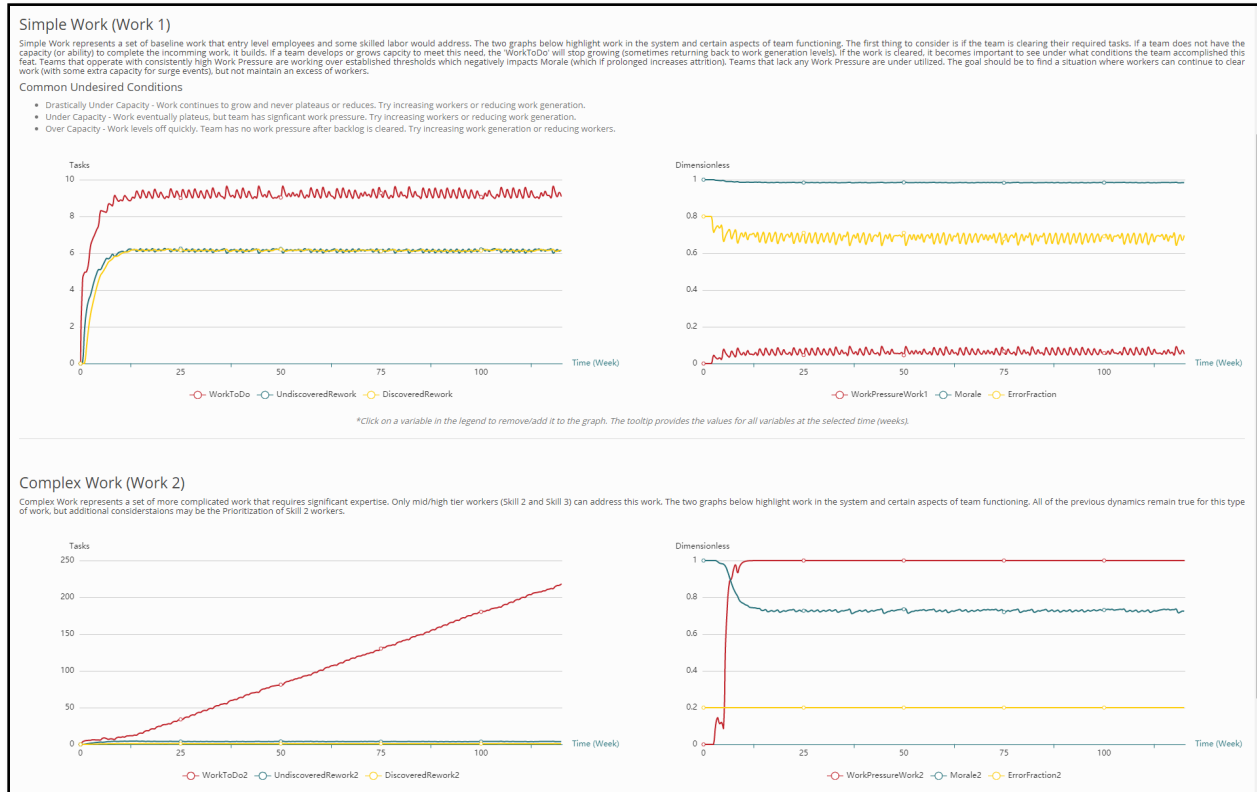 Simple Work (Work 1)
Simple Work represents a set of baseline work that entry level employees and some skilled labor would address. The two graphs below highlight work in the system and certain aspects of team functioning. The first thing to consider is if the team is clearing their required tasks. If a team does not have the
capacity (or ability) to complete the incomming work, it builds. If a team develops or grows capcity to meet this need, the 'WorkToDo' will stop growing (sometimes returning back to work generation levels). If the work is cleared, it becomes important to see under what conditions the team accomplished this
feat. Teams that opperate with consistently high Work Pressure are working over established thresholds which negatively impacts Morale (which if prolonged increases attrition). Teams that lack any Work Pressure are under utilized. The goal should be to find a situation where workers can continue to clear
work (with some extra capacity for surge events), but not maintain an excess of workers.
Common Undesired Conditions
Drastically Under Capacity - Work continues to grow and never plateaus or reduces. Try increasing workers or reducing work generation.
Under Capacity - Work eventually plateus, but team has signficant work pressure. Try increasing workers or reducing work generation.
Over Capacity - Work levels off quickly. Team has no work pressure after backlog is cleared. Try increasing work generation or reducing workers.
Tasks
10
8
6
4
2
0
0 25 50 75 100
Time (Week)
WorkToDo UndiscoveredRework DiscoveredRework
Dimensionless
1
0.8
0.6
0.4
0.2
0
0 25 50 75 100
Time (Week)
WorkPressureWork1 Morale ErrorFraction
*Click on a variable in the legend to remove/add it to the graph. The tooltip provides the values for all variables at the selected time (weeks).
Complex Work (Work 2)
Complex Work represents a set of more complicated work that requires significant expertise. Only mid/high tier workers (Skill 2 and Skill 3) can address this work. The two graphs below highlight work in the system and certain aspects of team functioning. All of the previous dynamics remain true for this type
of work, but additional considerstaions may be the Prioritization of Skill 2 workers.
Tasks
250
200
150
100
50
0
0 25 50 75 100
Time (Week)
WorkToDo2 UndiscoveredRework2 DiscoveredRework2
Dimensionless
1
0.8
0.6
0.4
0.2
0
0 25 50 75 100
Time (Week)
WorkPressureWork2 Morale2 ErrorFraction2